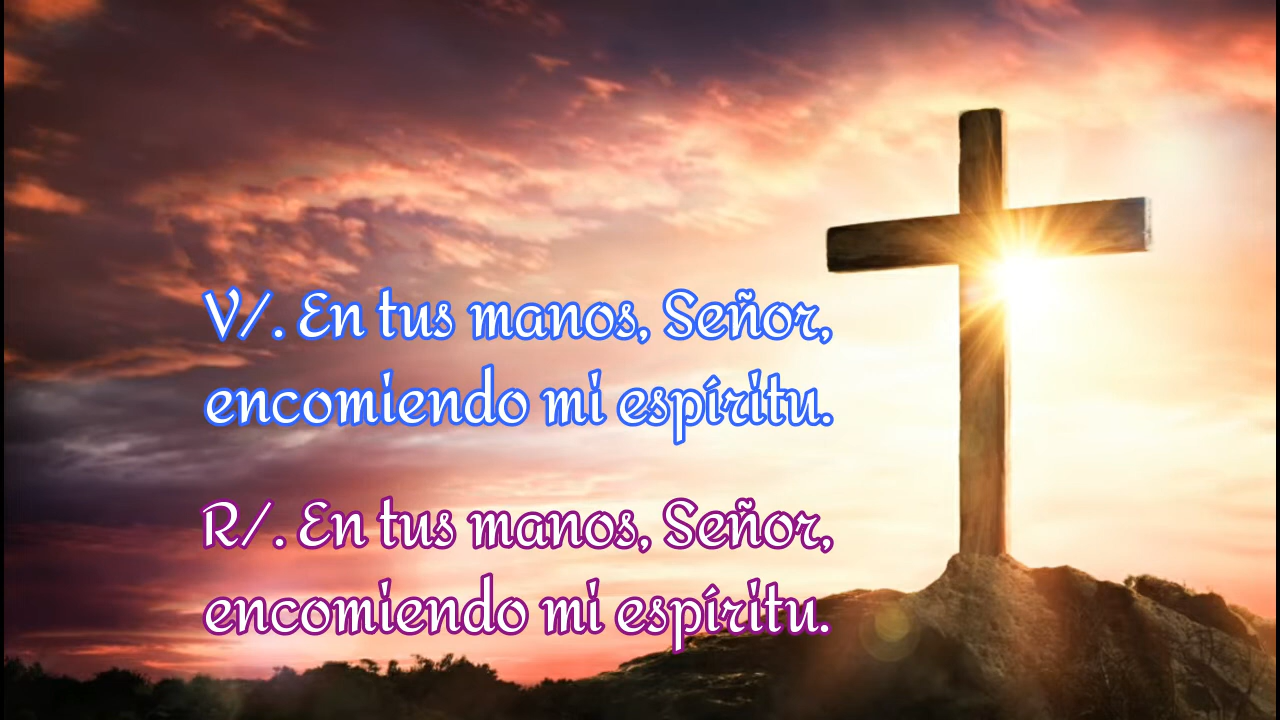 V/. En tus manos, Señor,
encomiendo mi espíritu.
R/. En tus manos, Señor,
encomiendo mi espíritu.